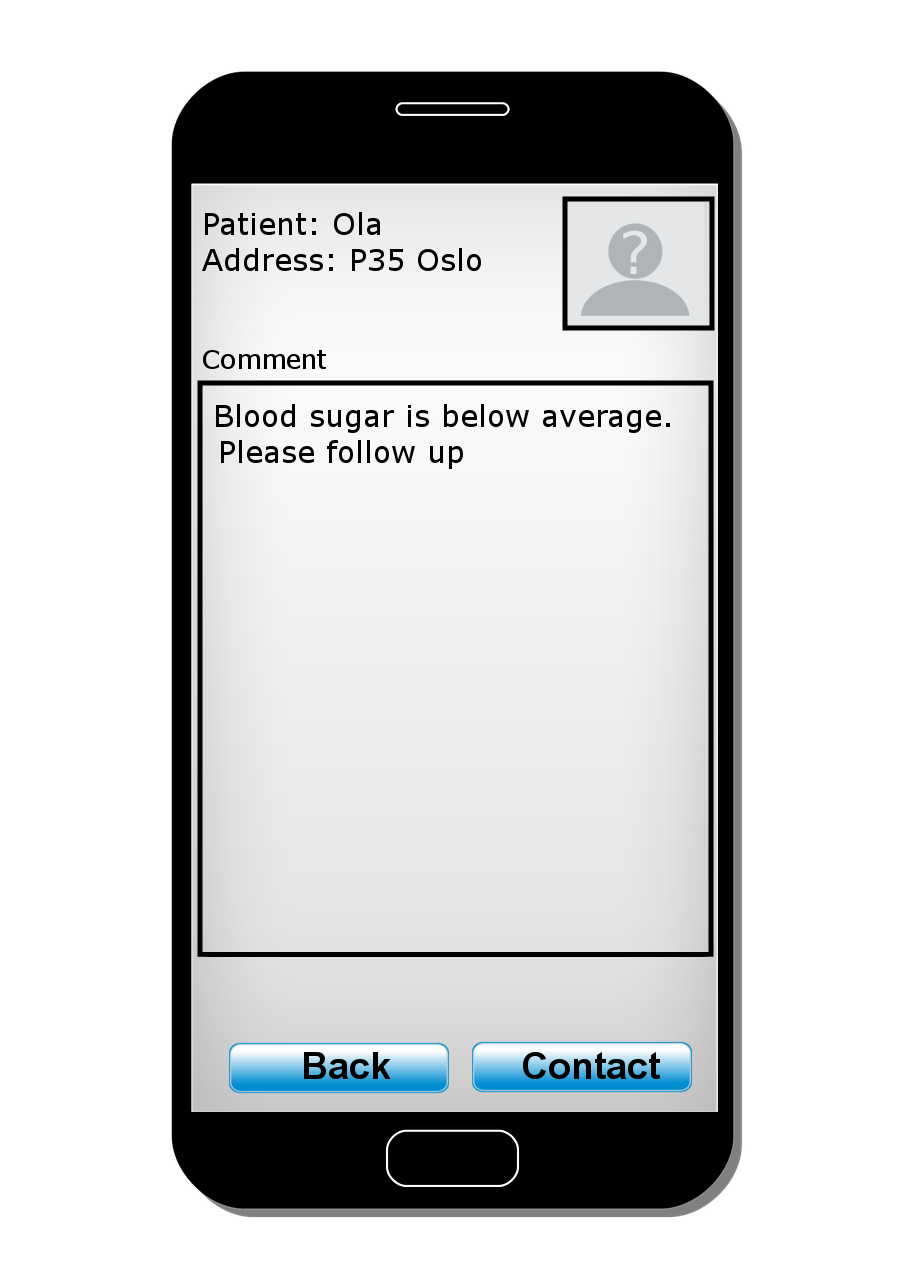 Patient: Ola
Address: P35 Oslo
?
Comment
Blood sugar is below average.
Please follow up
Back
Contact